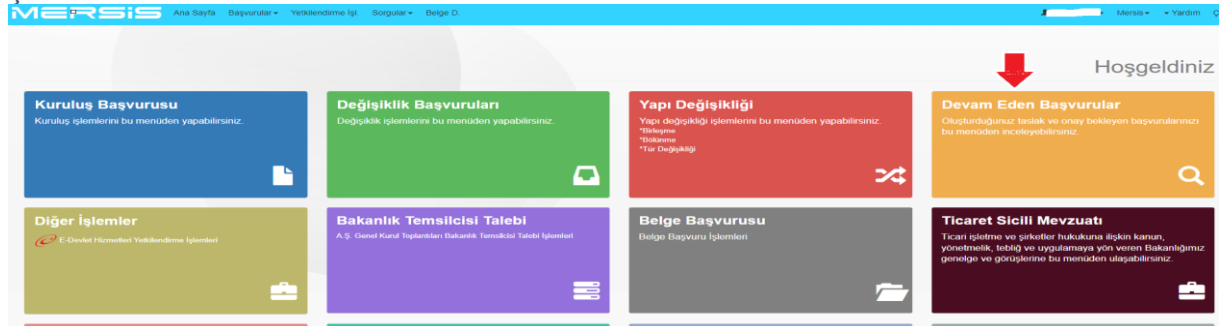 MERSiS Ana Sayfa Başvurular Yetkilendirme İşl. Sorgular Belge D. Mersis Yardım
Hoşgeldiniz
Kuruluş Başvurusu
Kuruluş işlemlerini bu menüden yapabilirsiniz.
Değişiklik Başvuruları
Değişiklik işlemlerini bu menüden yapabilirsiniz.
Yapı Değişikliği
Yapı değişikliği işlemlerini bu menüden yapabilirsiniz.
*Birleşme
*Bölünme
*Tür Değişikliği
Devam Eden Başvurular
Oluşturduğunuz taslak ve onay bekleyen başvurularınızı
bu menüden inceleyebilirsiniz.
Diğer İşlemler
E-Devlet Hizmetleri Yetkilendirme İşlemleri
Bakanlık Temsilcisi Talebi
A.Ş. Genel Kurul Toplantıları Bakanlık Temsilcisi Talebi İşlemleri
Belge Başvurusu
Belge Başvuru İşlemleri
Ticaret Sicili Mevzuatı
Ticari işletme ve şirketler hukukuna ilişkin kanun,
yönetmelik, tebliğ ve uygulamaya yön veren Bakanlığımız
genelge ve görüşlerine bu menüden ulaşabilirsiniz.